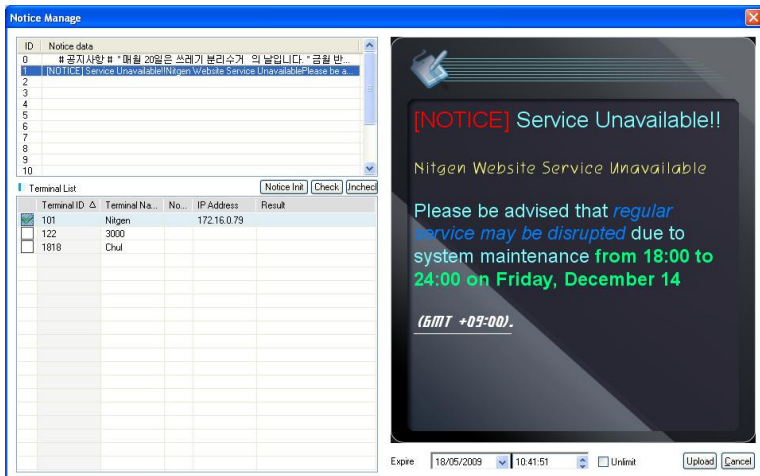 Notice Manage
ID Notice data
0 # 공지사항 # " 매월 20일은 쓰레기 분리수거 의 날입니다. " 금월 반...
1 [NOTICE] Service Unavailable!!Nitgen Website Service UnavailablePlease be a...
2
3
4
5
6
7
8
9
10
Terminal List Notice Init Check Uncheck
Terminal ID Terminal Na... No... IP Address Result
101 Nitgen 172.16.0.79
122 3000
1818 Chul
[NOTICE] Service Unavailable!!
Nitgen Website Service Unavailable
Please be advised that regular
service may be disrupted due to
system maintenance from 18:00 to
24:00 on Friday, December 14
(GMT +09:00).
Expire 18/05/2009 10:41:51 Unlimit Upload Cancel